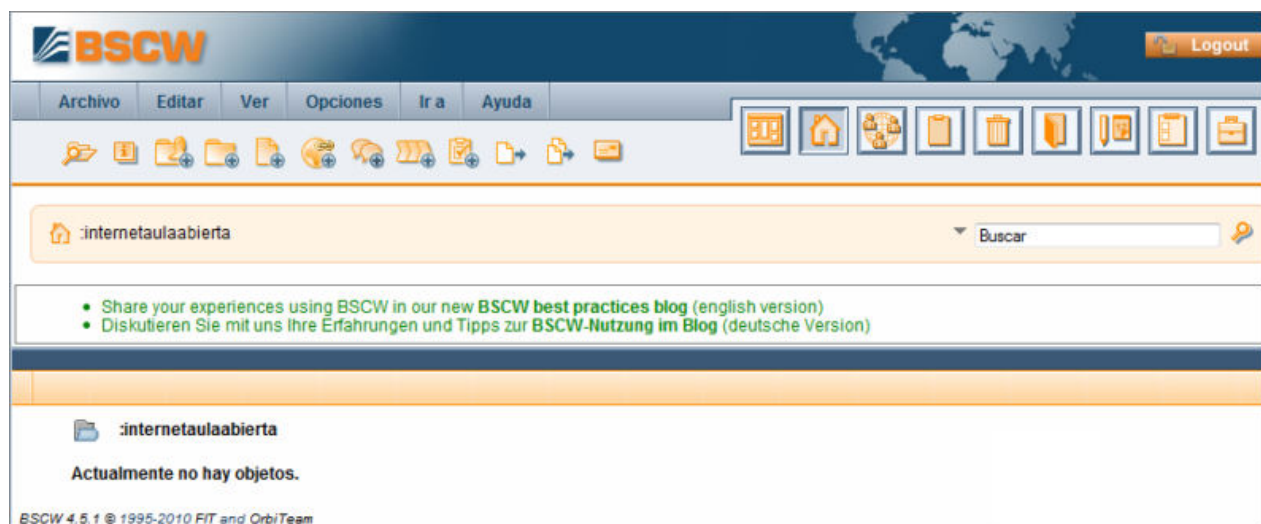 BSCW
Logout
Archivo Editar Ver Opciones Ir a Ayuda
:internetaulaabierta
Buscar
Share your experiences using BSCW in our new BSCW best practices blog (english version)
Diskutieren Sie mit uns Ihre Erfahrungen und Tipps zur BSCW-Nutzung im Blog (deutsche Version)
:internetaulaabierta
Actualmente no hay objetos.
BSCW 4.5.1 © 1995-2010 FIT and OrbiTeam